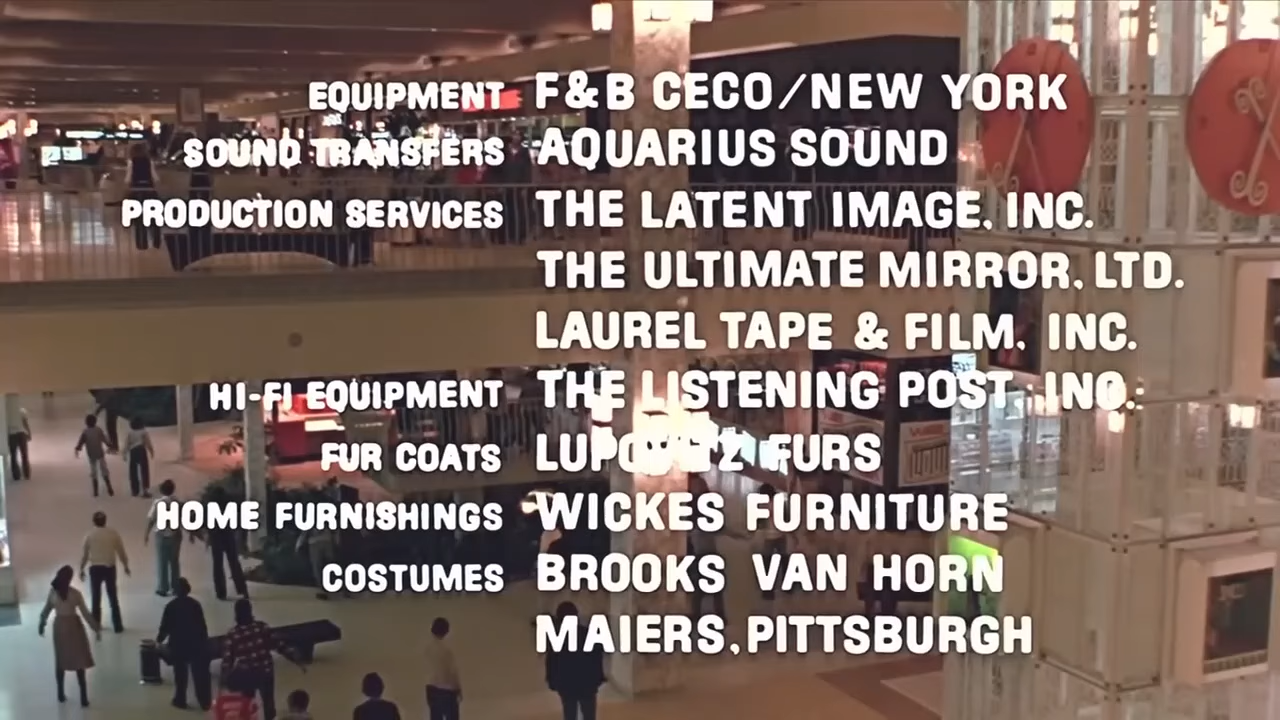 EQUIPMENT F&B CECO/NEW YORK
SOUND TRANSFERS AQUARIUS SOUND
PRODUCTION SERVICES THE LATENT IMAGE, INC.
THE ULTIMATE MIRROR, LTD.
LAUREL TAPE & FILM, INC.
HI-FI EQUIPMENT THE LISTENING POST, INC.
FUR COATS FURS
HOME FURNISHINGS WICKES FURNITURE
COSTUMES BROOKS VAN HORN
MAIERS, PITTSBURGH